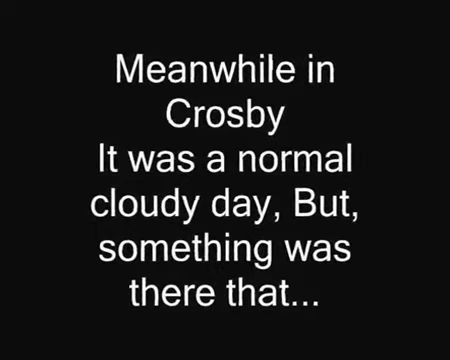 Meanwhile in
Crosby
It was a normal
cloudy day, But,
something was
there that...